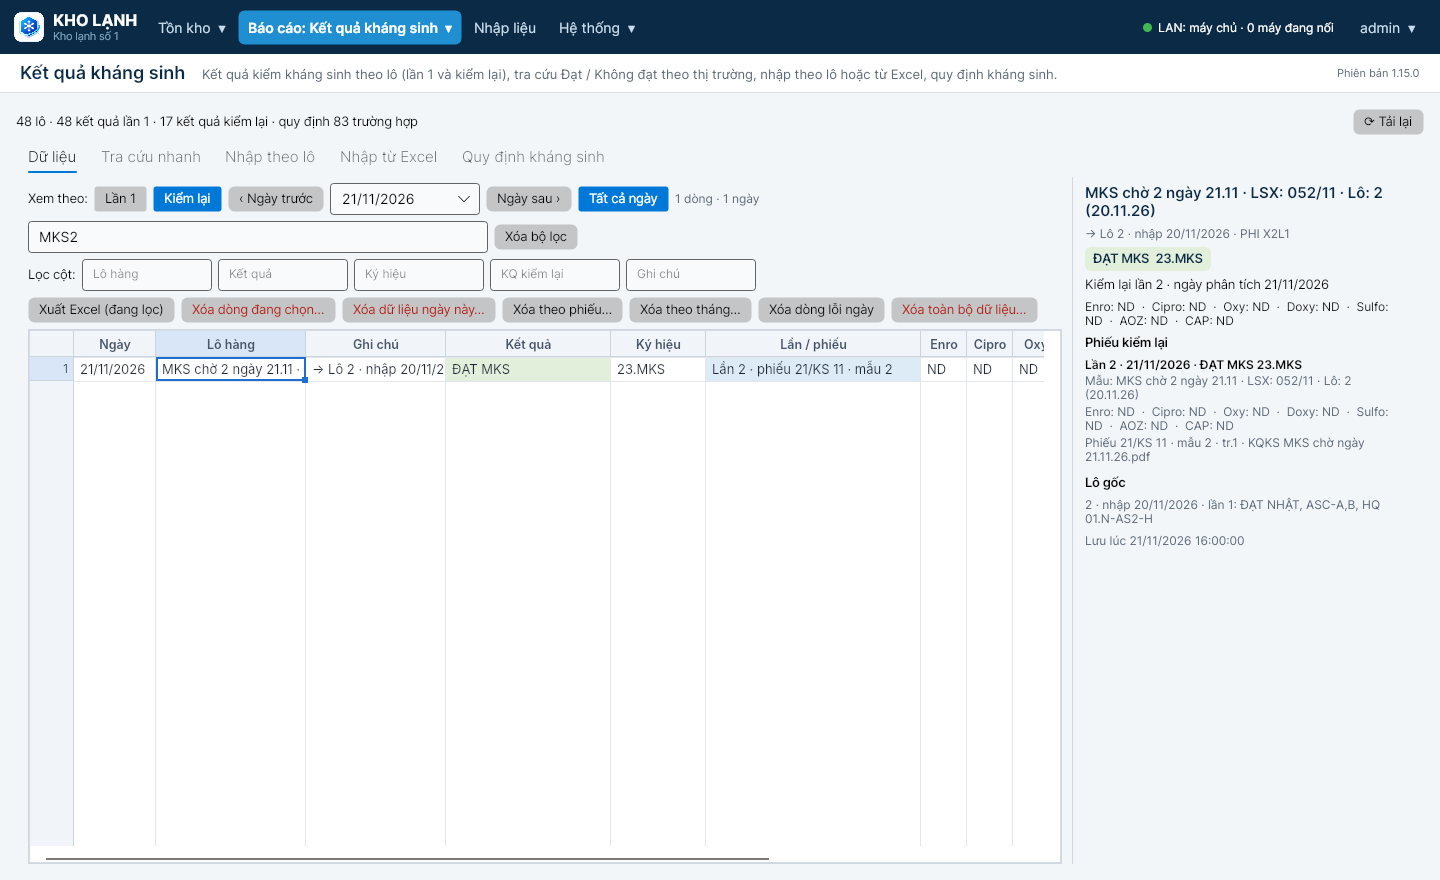 KHO LẠNH
Kho lạnh số 1
Tồn kho ▾
Báo cáo: Kết quả kháng sinh ▾
Nhập liệu
Hệ thống ▾
LAN: máy chủ · 0 máy đang nối
admin ▾
Kết quả kháng sinh
Kết quả kiểm kháng sinh theo lô (lần 1 và kiểm lại), tra cứu Đạt / Không đạt theo thị trường, nhập theo lô hoặc từ Excel, quy định kháng sinh.
Phiên bản 1.15.0
48 lô · 48 kết quả lần 1 · 17 kết quả kiểm lại · quy định 83 trường hợp
⟳ Tải lại
Dữ liệu
Tra cứu nhanh
Nhập theo lô
Nhập từ Excel
Quy định kháng sinh
Xem theo:
Lần 1
Kiểm lại
‹ Ngày trước
21/11/2026
Ngày sau ›
Tất cả ngày
1 dòng · 1 ngày
MKS2
Xóa bộ lọc
Lọc cột:
Lô hàng
Kết quả
Ký hiệu
KQ kiểm lại
Ghi chú
Xuất Excel (đang lọc)
Xóa dòng đang chọn...
Xóa dữ liệu ngày này...
Xóa theo phiếu...
Xóa theo tháng...
Xóa dòng lỗi ngày
Xóa toàn bộ dữ liệu...
Ngày
Lô hàng
Ghi chú
Kết quả
Ký hiệu
Lần / phiếu
Enro
Cipro
Oxy
1
21/11/2026
MKS chờ 2 ngày 21.11 ·
→ Lô 2 · nhập 20/11/2
ĐẠT MKS
23.MKS
Lần 2 · phiếu 21/KS 11 · mẫu 2
ND
ND
ND
MKS chờ 2 ngày 21.11 · LSX: 052/11 · Lô: 2
(20.11.26)
→ Lô 2 · nhập 20/11/2026 · PHI X2L1
ĐẠT MKS 23.MKS
Kiểm lại lần 2 · ngày phân tích 21/11/2026
Enro: ND · Cipro: ND · Oxy: ND · Doxy: ND · Sulfo:
ND · AOZ: ND · CAP: ND
Phiếu kiểm lại
Lần 2 · 21/11/2026 · ĐẠT MKS 23.MKS
Mẫu: MKS chờ 2 ngày 21.11 · LSX: 052/11 · Lô: 2
(20.11.26)
Enro: ND · Cipro: ND · Oxy: ND · Doxy: ND · Sulfo:
ND · AOZ: ND · CAP: ND
Phiếu 21/KS 11 · mẫu 2 · tr.1 · KQKS MKS chờ ngày
21.11.26.pdf
Lô gốc
2 · nhập 20/11/2026 · lần 1: ĐẠT NHẬT, ASC-A,B, HQ
01.N-AS2-H
Lưu lúc 21/11/2026 16:00:00